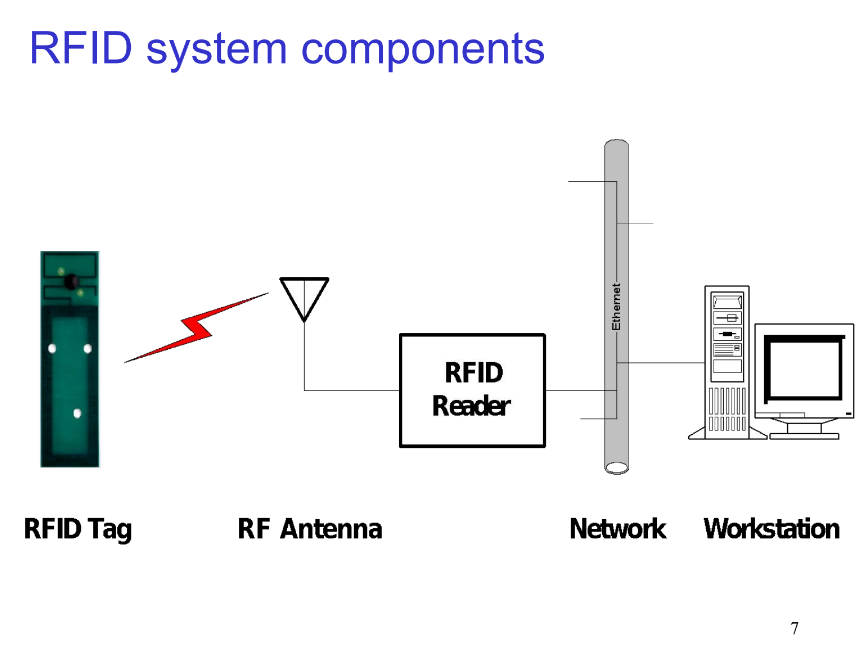 RFID system components
Ethernet
RFID
Reader
RFID Tag
RF Antenna
Network
Workstation
7